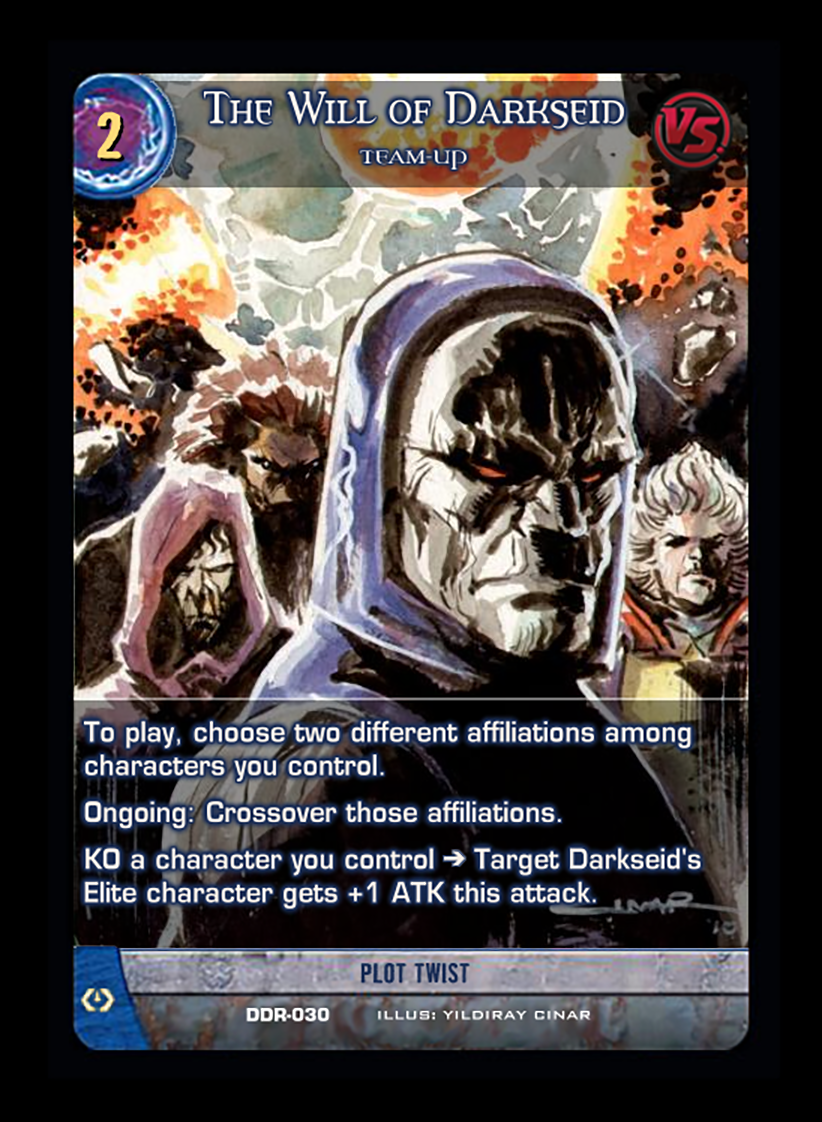 2
The Will of Darkseid
VS.
TEAM-UP
To play, choose two different affiliations among
characters you control.
Ongoing: Crossover those affiliations.
KO a character you control ➔ Target Darkseid's
Elite character gets +1 ATK this attack.
CINAR
'10
PLOT TWIST
DDR-030 ILLUS: YILDIRAY CINAR